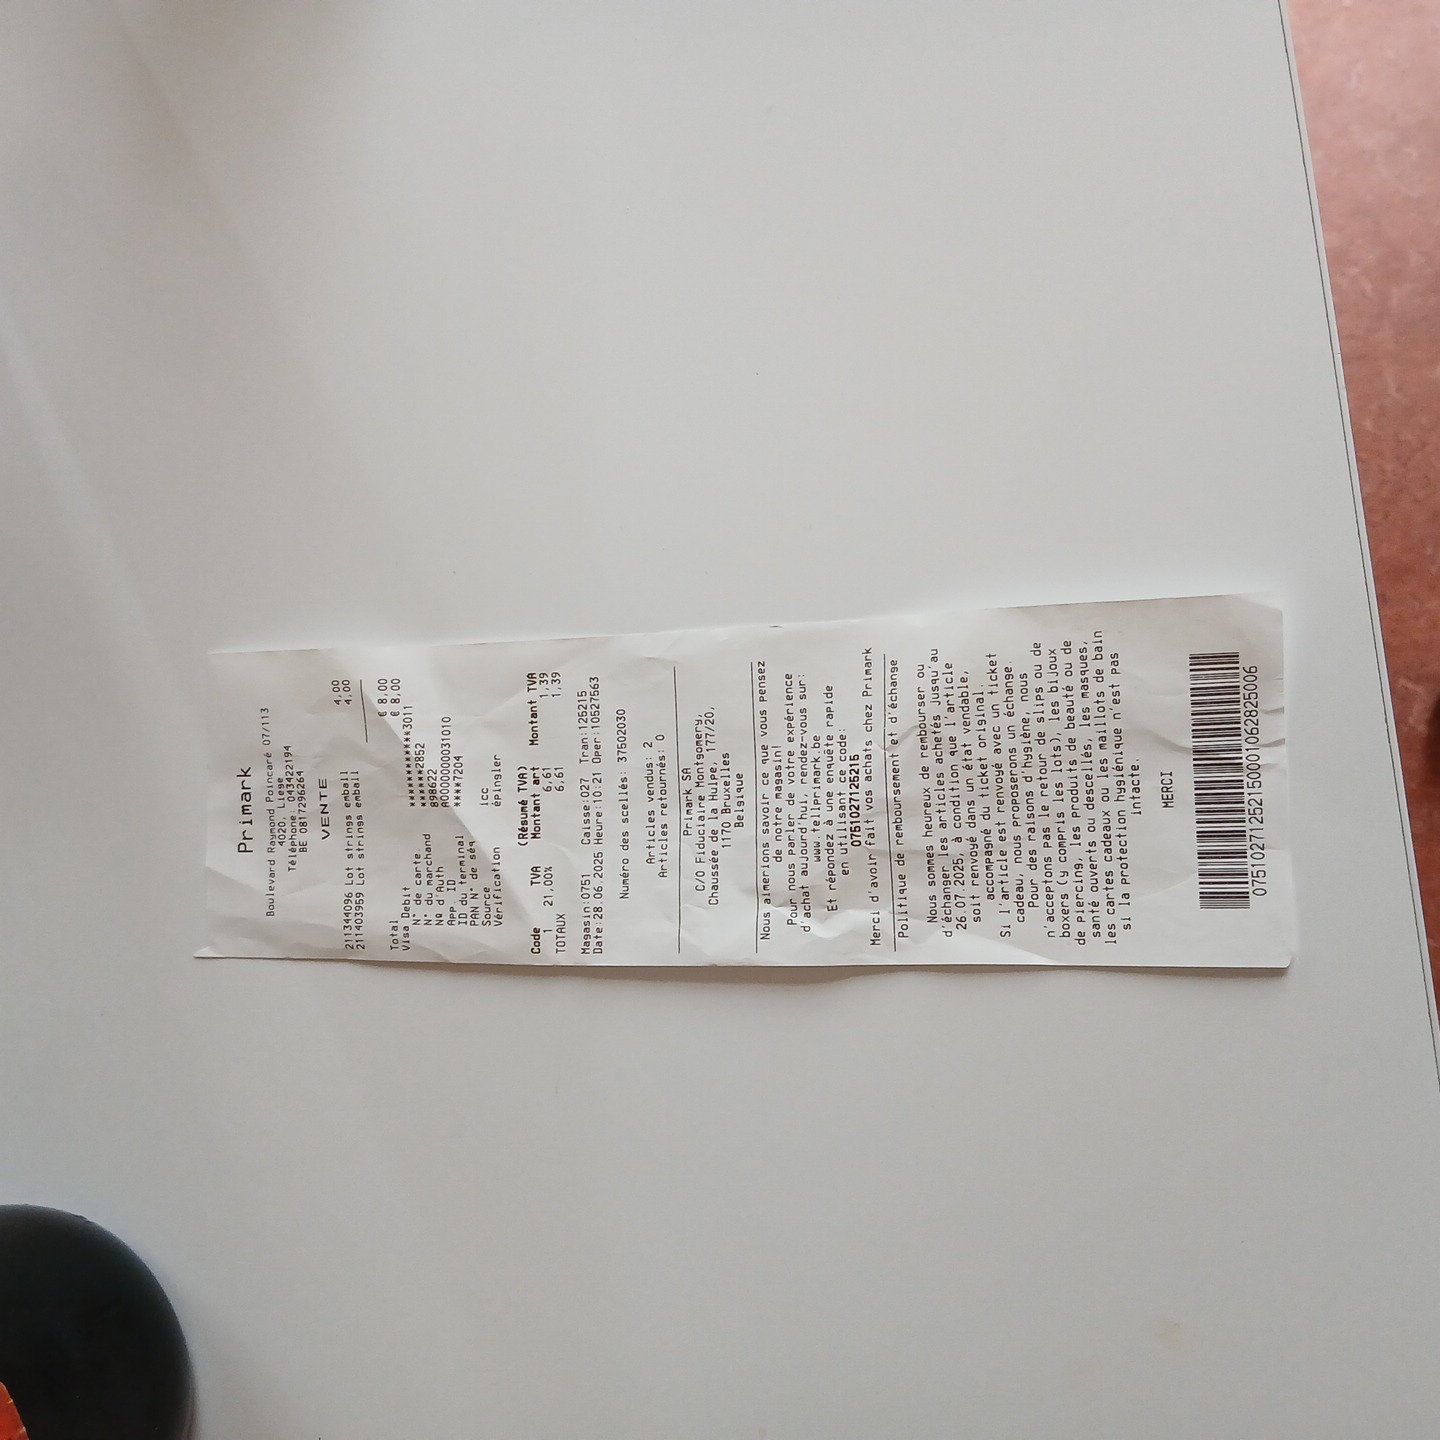 Primark
Boulevard Raymond Poincaré 07/113
4020, Liege
Téléphone : 043422194
BE 0817296264
VENTE
211344096 Lot strings emball 4,00
211403959 Lot strings emball 4,00
Total € 8,00
Visa Debit € 8,00
N° de carte ************3011
N° du marchand ******2852
Nº d'Auth 898622
App. ID A0000000031010
ID du terminal ****7204
PAN N° de séq
Source icc
Vérification épingler
(Résumé TVA)
Code TVA Montant art Montant TVA
1 21,00% 6,61 1,39
TOTAUX 6,61 1,39
Magasin:0751 Caisse:027 Tran:125215
Date:28.06.2025 Heure:10:21 Oper:10527563
Numéro des scellés: 37502030
Articles vendus: 2
Articles retournés: 0
Primark SA
C/O Fiduciaire Montgomery,
Chaussée de la Hulpe, 177/20,
1170 Bruxelles
Belgique
Nous aimerions savoir ce que vous pensez
de notre magasin!
Pour nous parler de votre expérience
d'achat aujourd'hui, rendez-vous sur:
www.tellprimark.be
Et répondez à une enquête rapide
en utilisant ce code:
0751027125215
Merci d'avoir fait vos achats chez Primark
Politique de remboursement et d'échange
Nous sommes heureux de rembourser ou
d'échanger les articles achetés jusqu'au
26.07.2025, à condition que l'article
soit renvoyé dans un état vendable,
accompagné du ticket original.
Si l'article est renvoyé avec un ticket
cadeau, nous proposerons un échange.
Pour des raisons d'hygiène, nous
n'acceptons pas le retour de slips ou de
boxers (y compris les lots), les bijoux
de piercing, les produits de beauté ou de
santé ouverts ou descellés, les masques,
les cartes cadeaux ou les maillots de bain
si la protection hygiénique n'est pas
intacte.
MERCI
07510271252150001062825006